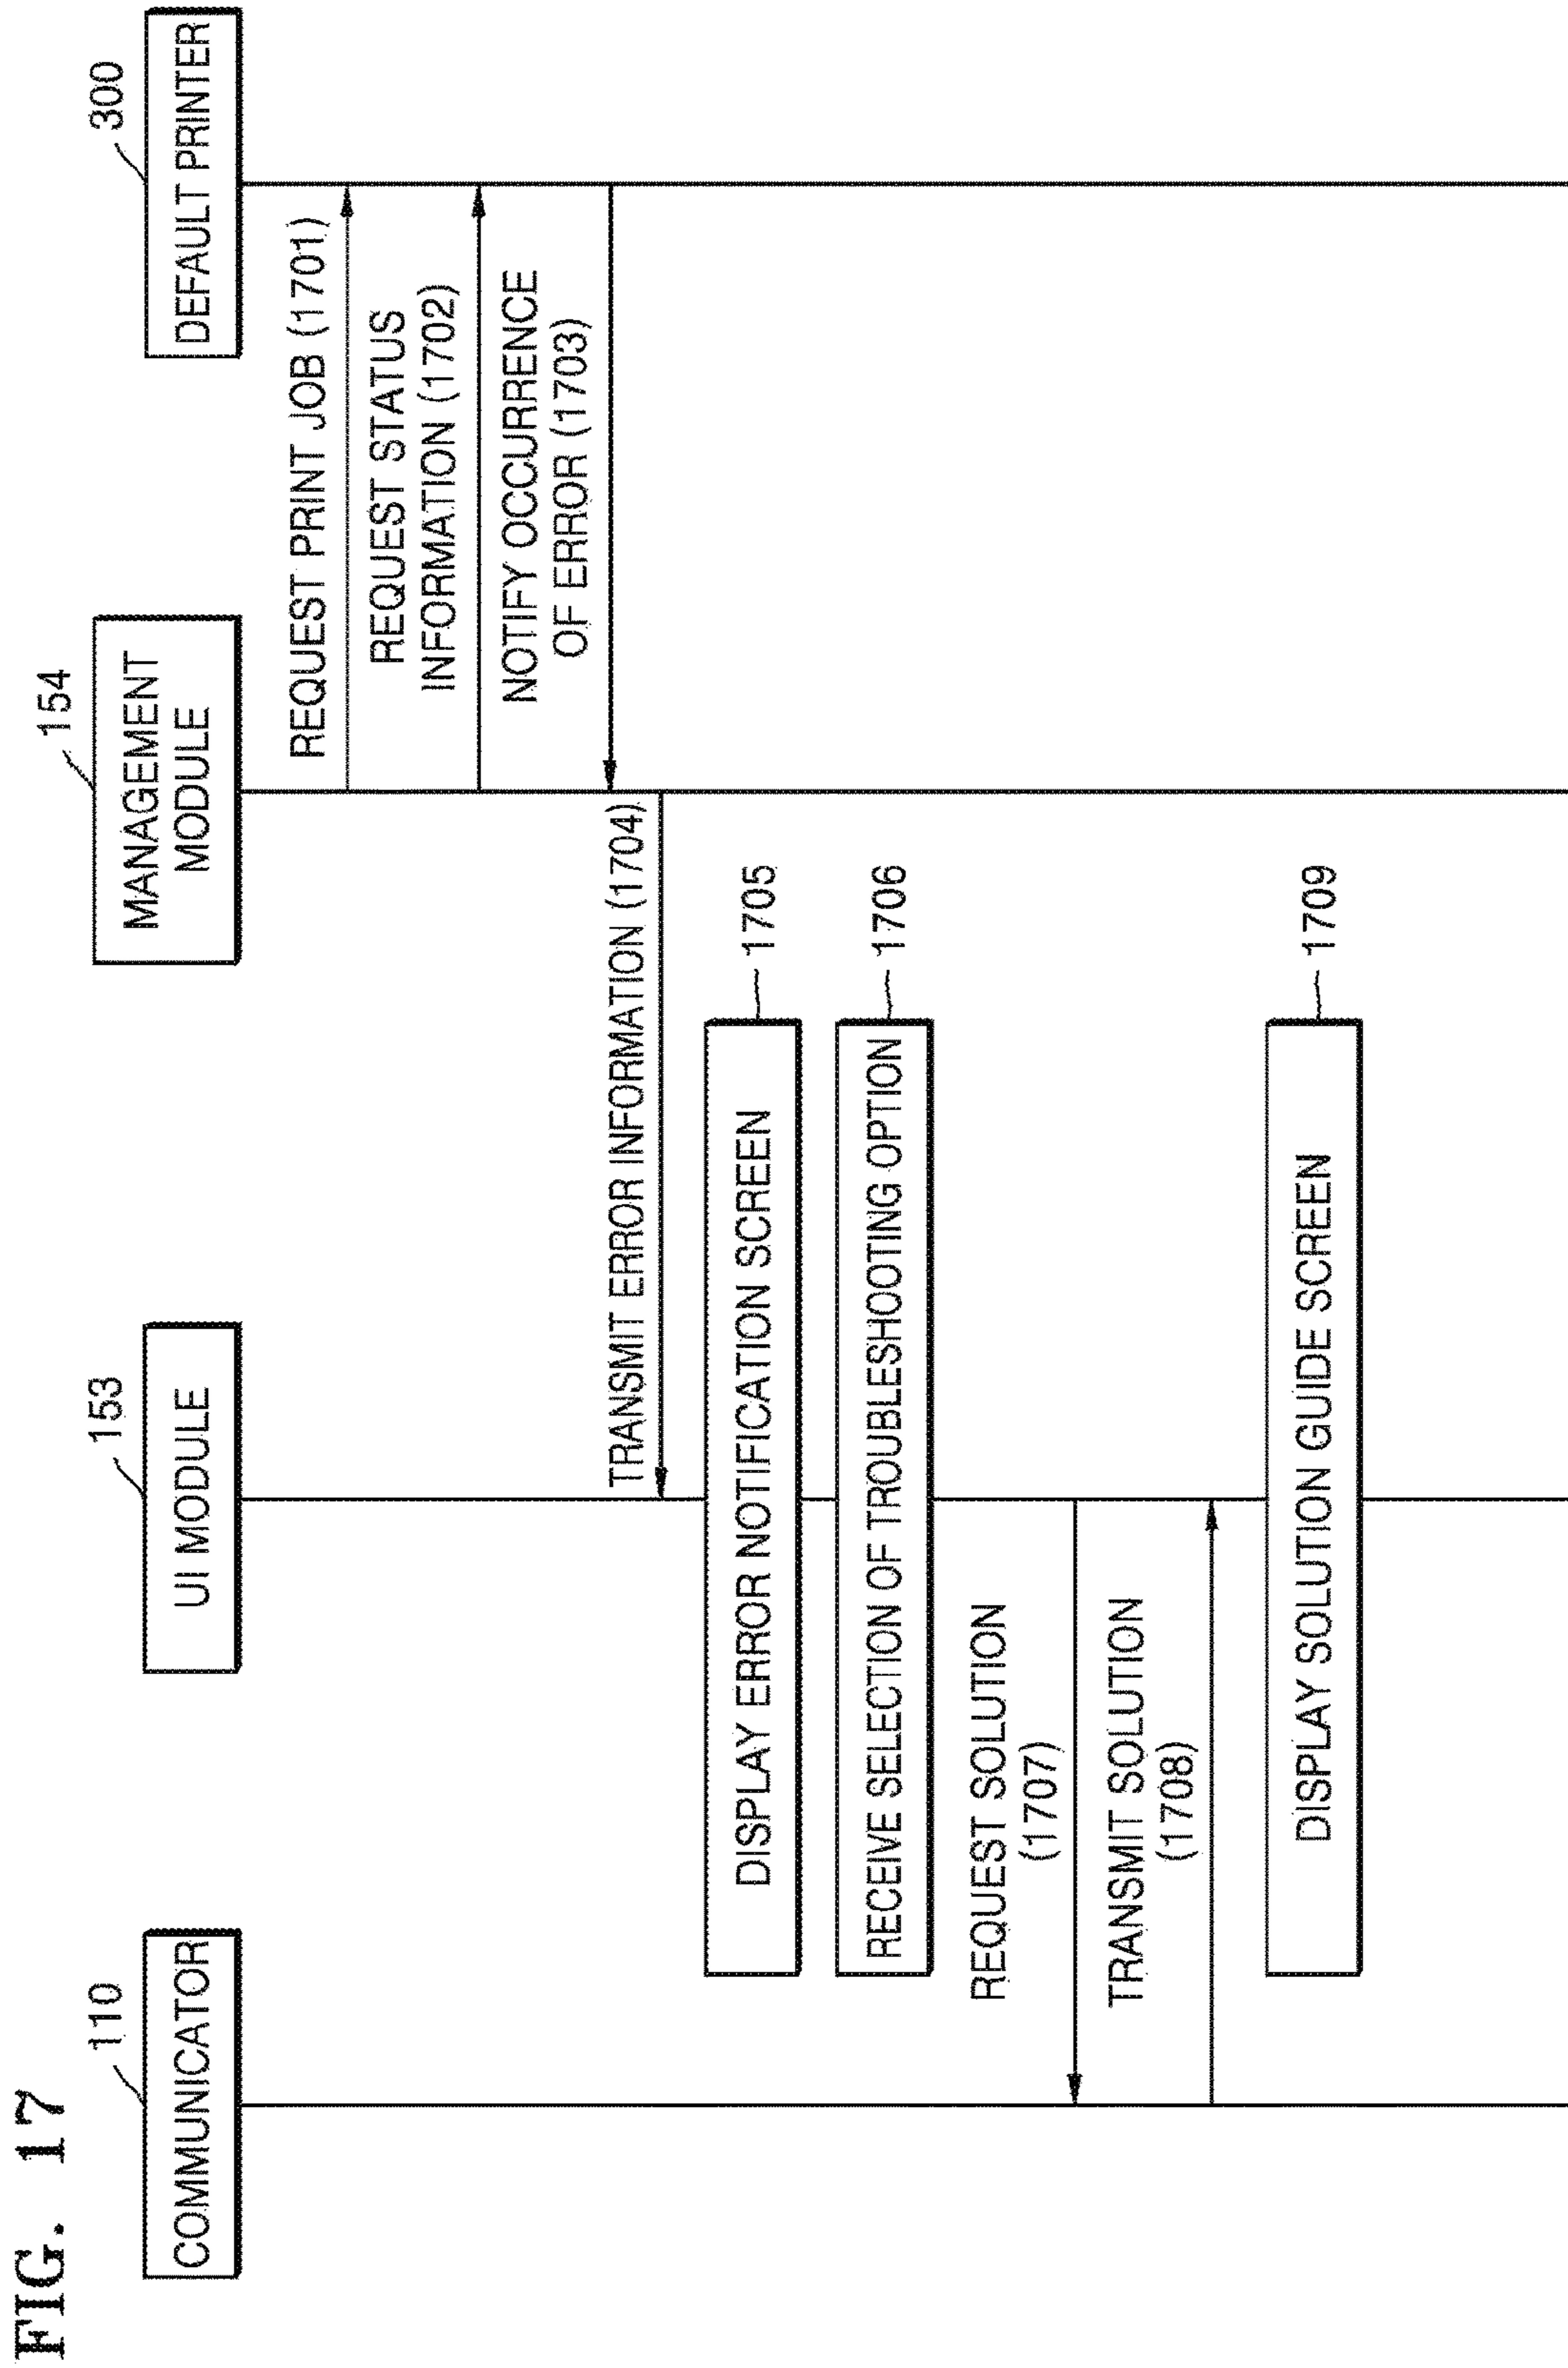 FIG. 17
110
COMMUNICATOR
153
UI MODULE
154
MANAGEMENT
MODULE
300
DEFAULT PRINTER
REQUEST PRINT JOB (1701)
REQUEST STATUS
INFORMATION (1702)
NOTIFY OCCURRENCE
OF ERROR (1703)
TRANSMIT ERROR INFORMATION (1704)
DISPLAY ERROR NOTIFICATION SCREEN
1705
RECEIVE SELECTION OF TROUBLESHOOTING OPTION
1706
REQUEST SOLUTION
(1707)
TRANSMIT SOLUTION
(1708)
DISPLAY SOLUTION GUIDE SCREEN
1709